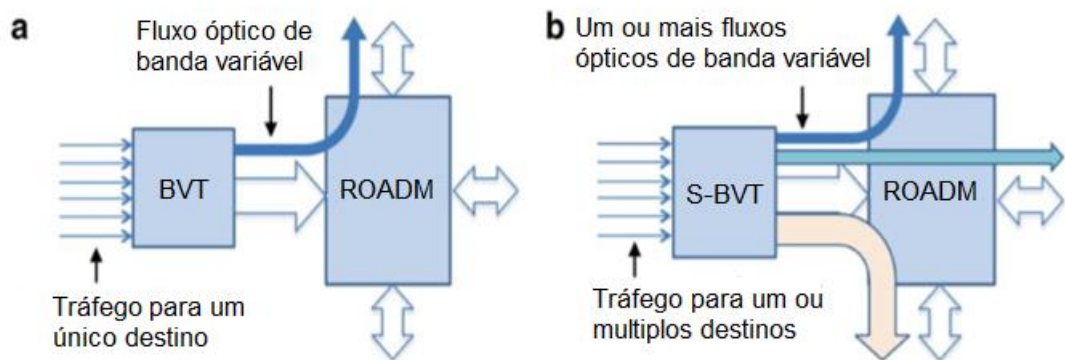 a
Fluxo óptico de
banda variável
BVT
ROADM
Tráfego para um
único destino
b
Um ou mais fluxos
ópticos de banda variável
S-BVT
ROADM
Tráfego para um ou
multiplos destinos